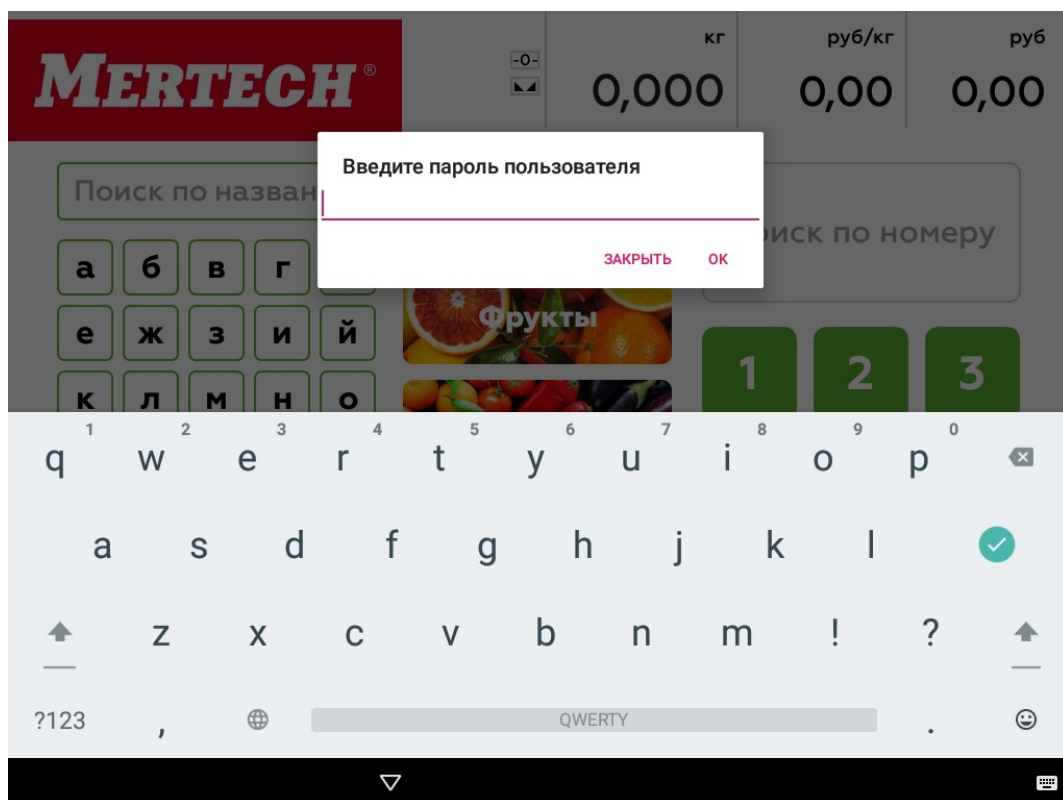 MERTECH®
-0-
кг
руб/кг
руб
0,000
0,00
0,00
Введите пароль пользователя
ЗАКРЫТЬ OK
Поиск по назван
иск по номеру
а б в г
е ж з и й
к л м н о
Фрукты
1 2 3
1 2 3 4 5 6 7 8 9 0
q w e r t y u i o p
a s d f g h j k l
z x c v b n m ! ?
?123 , QWERTY .